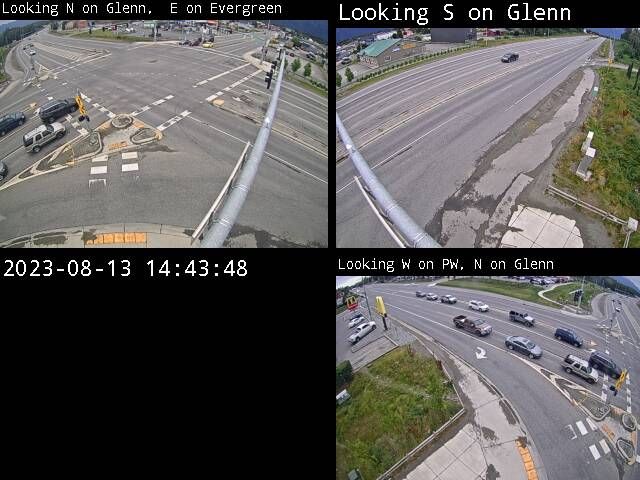 Looking N on Glenn,  E on Evergreen
Looking S on Glenn
2023-08-13 14:43:48
Looking W on PW, N on Glenn